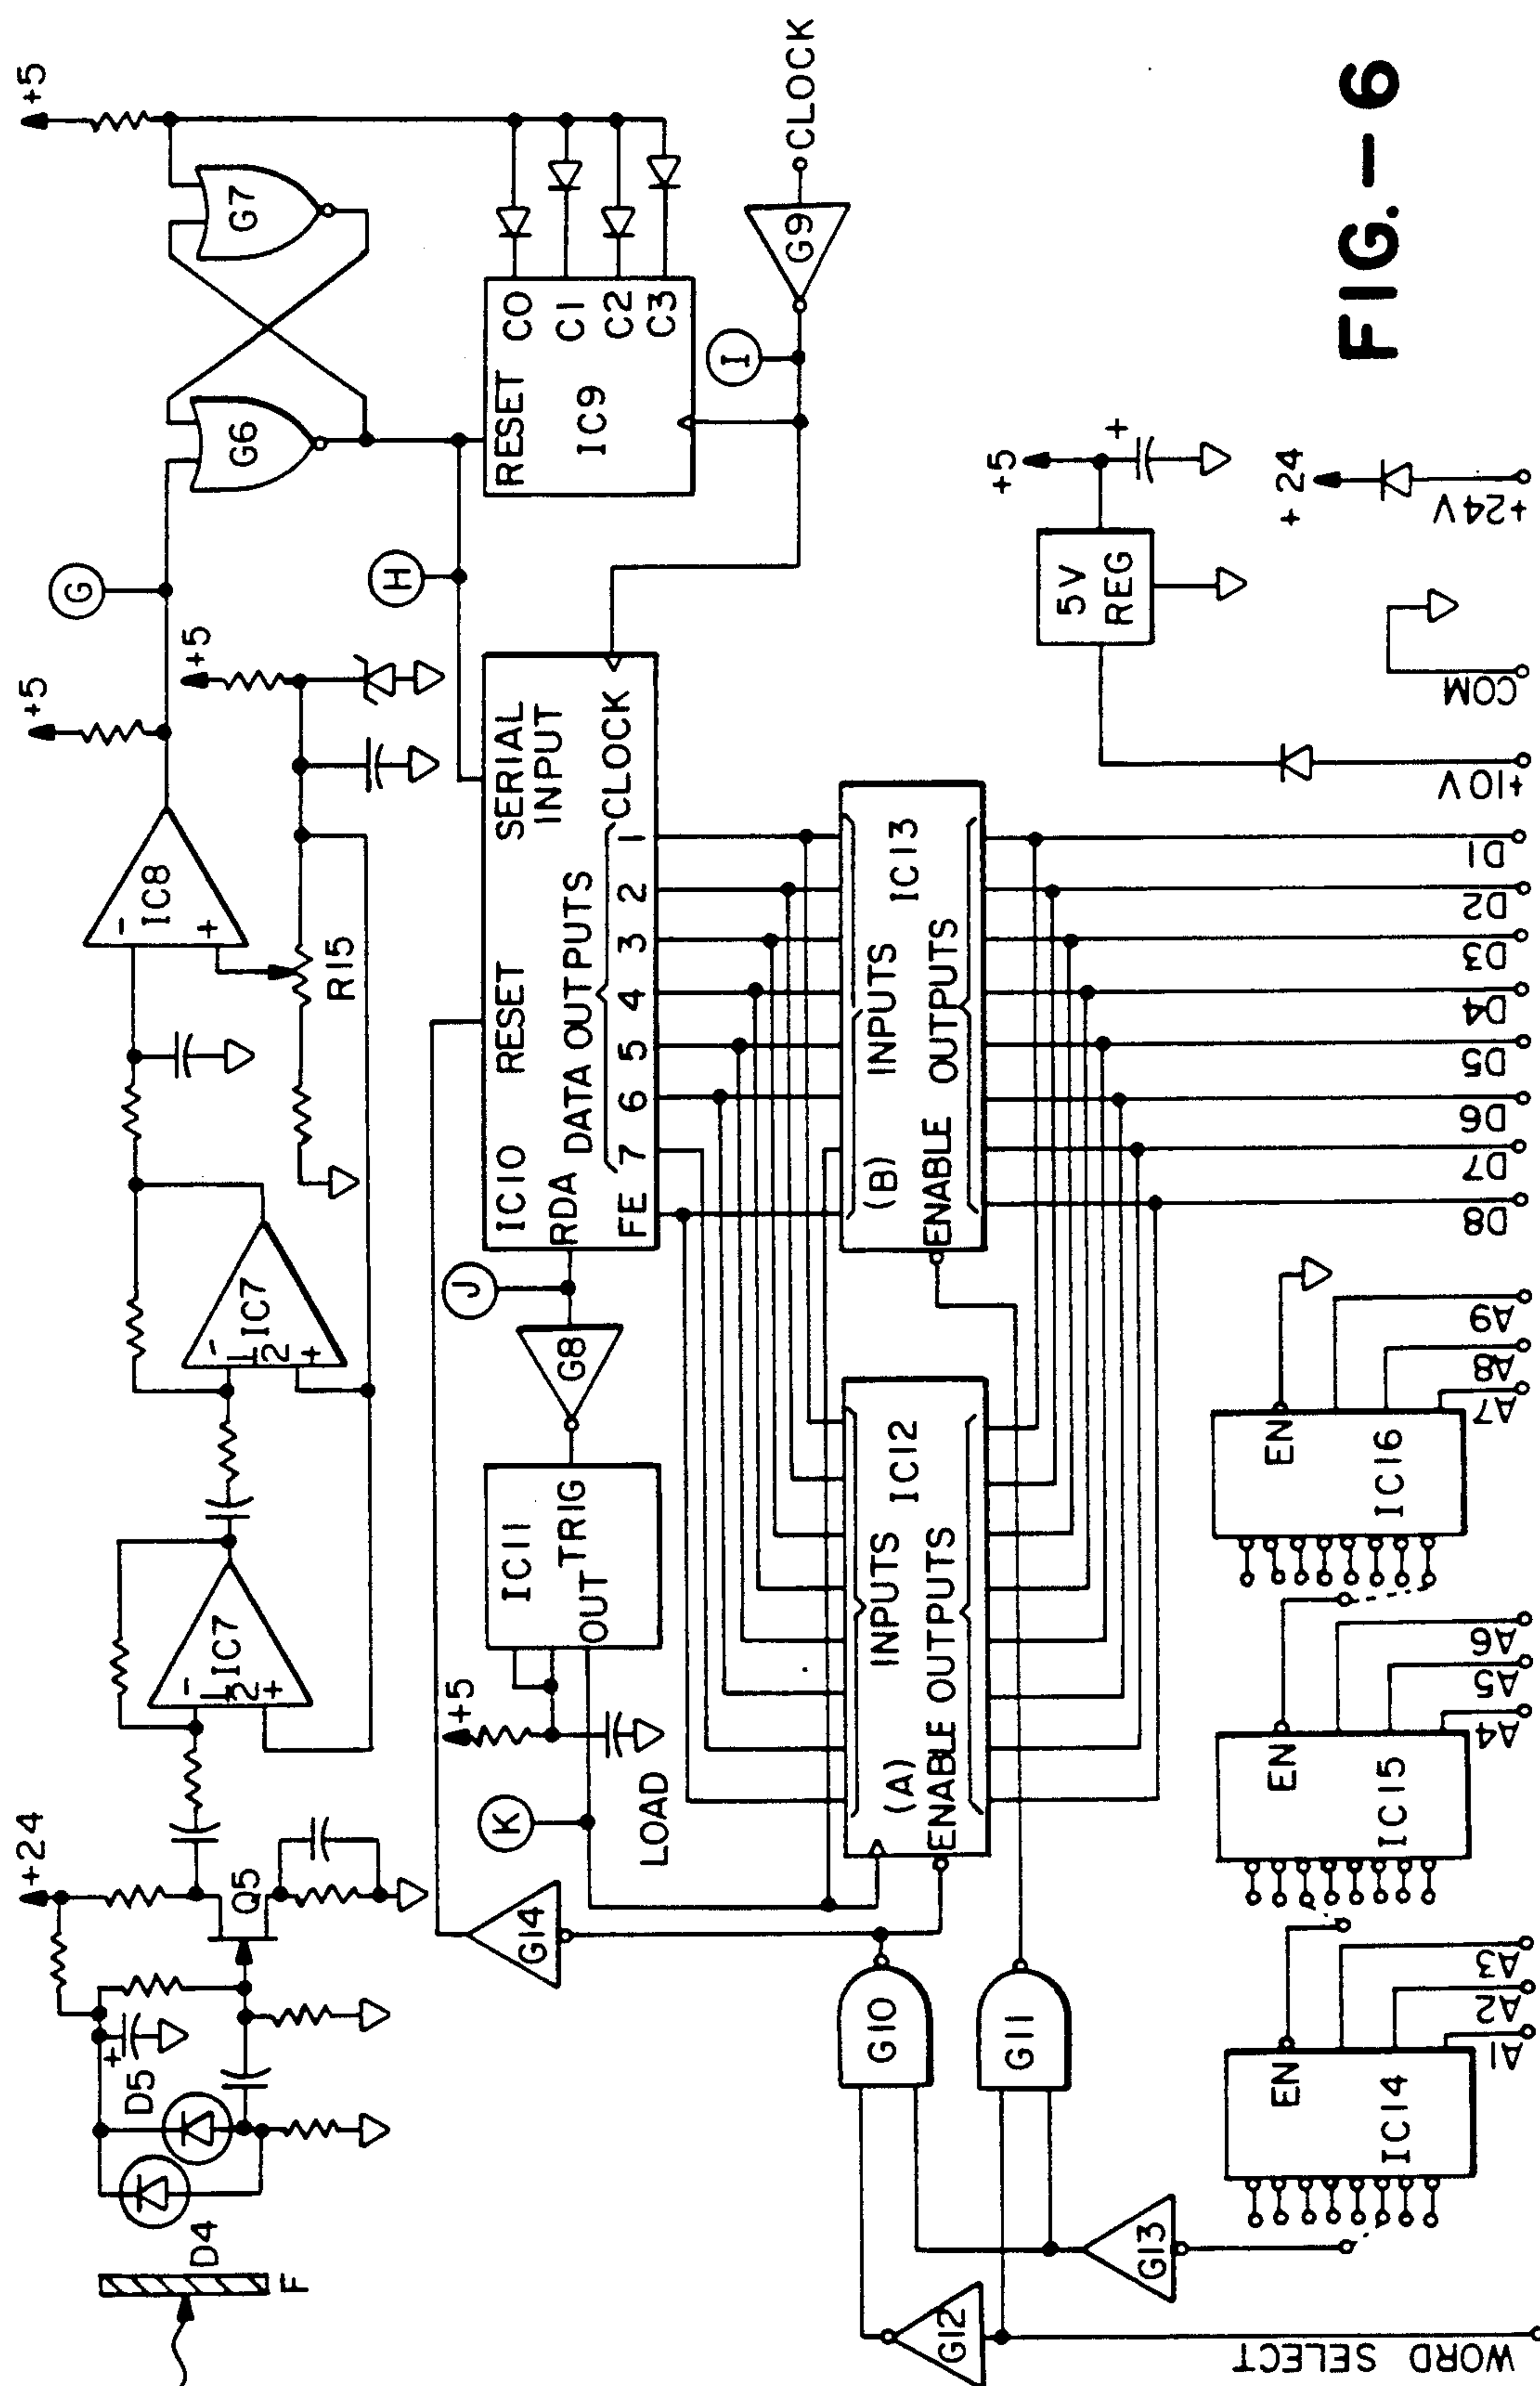 +5
+5
+5
+24
+5
+5
+24
G7
G6
G
H
I
J
K
F
D4
D5
Q5
- IC7 1/2 +
- IC7 1/2 +
- IC8 +
R15
RESET C0
C1
C2
C3
IC9
G9
CLOCK
IC10 RESET SERIAL INPUT
RDA DATA OUTPUTS CLOCK
FE 7 6 5 4 3 2 1
G8
IC11
TRIG
OUT
LOAD
G14
INPUTS IC12
(A)
ENABLE OUTPUTS
INPUTS IC13
(B)
ENABLE OUTPUTS
G10
G11
G12
G13
WORD SELECT
EN
IC14
A1 A2 A3
EN
IC15
A4 A5 A6
EN
IC16
A7 A8 A9
D8 D7 D6 D5 D4 D3 D2 D1
+10V
COM
+24V
5V REG
+
+
FIG.-6